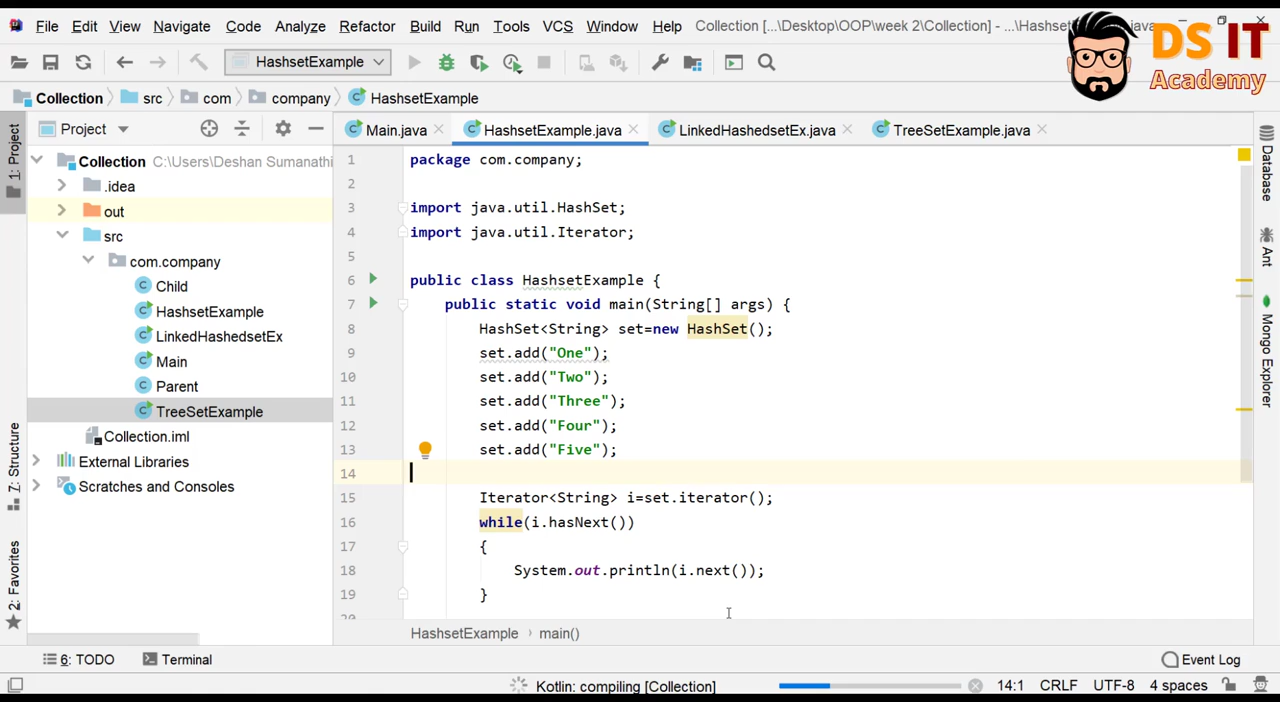 File Edit View Navigate Code Analyze Refactor Build Run Tools VCS Window Help Collection [...\Desktop\OOP\week 2\Collection] - ...\Hashset
DS IT
Academy
HashsetExample
Collection src com company HashsetExample
Project
Main.java HashsetExample.java LinkedHashedsetEx.java TreeSetExample.java
1: Project
Z: Structure
2: Favorites
Collection C:\Users\Deshan Sumanathi
.idea
out
src
com.company
Child
HashsetExample
LinkedHashedsetEx
Main
Parent
TreeSetExample
Collection.iml
External Libraries
Scratches and Consoles
1 package com.company;
2
3 import java.util.HashSet;
4 import java.util.Iterator;
5
6 public class HashsetExample {
7 public static void main(String[] args) {
8 HashSet<String> set=new HashSet();
9 set.add("One");
10 set.add("Two");
11 set.add("Three");
12 set.add("Four");
13 set.add("Five");
14
15 Iterator<String> i=set.iterator();
16 while(i.hasNext())
17 {
18 System.out.println(i.next());
19 }
HashsetExample › main()
Database
Ant
Mongo Explorer
6: TODO Terminal Event Log
Kotlin: compiling [Collection] 14:1 CRLF UTF-8 4 spaces